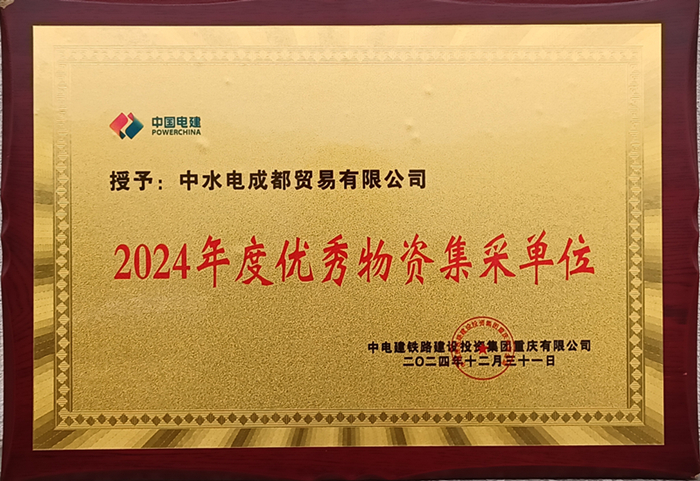 中国电建
POWERCHINA
授予：中水电成都贸易有限公司
2024年度优秀物资集采单位
中电建铁路建设投资集团重庆有限公司
二〇二四年十二月三十一日